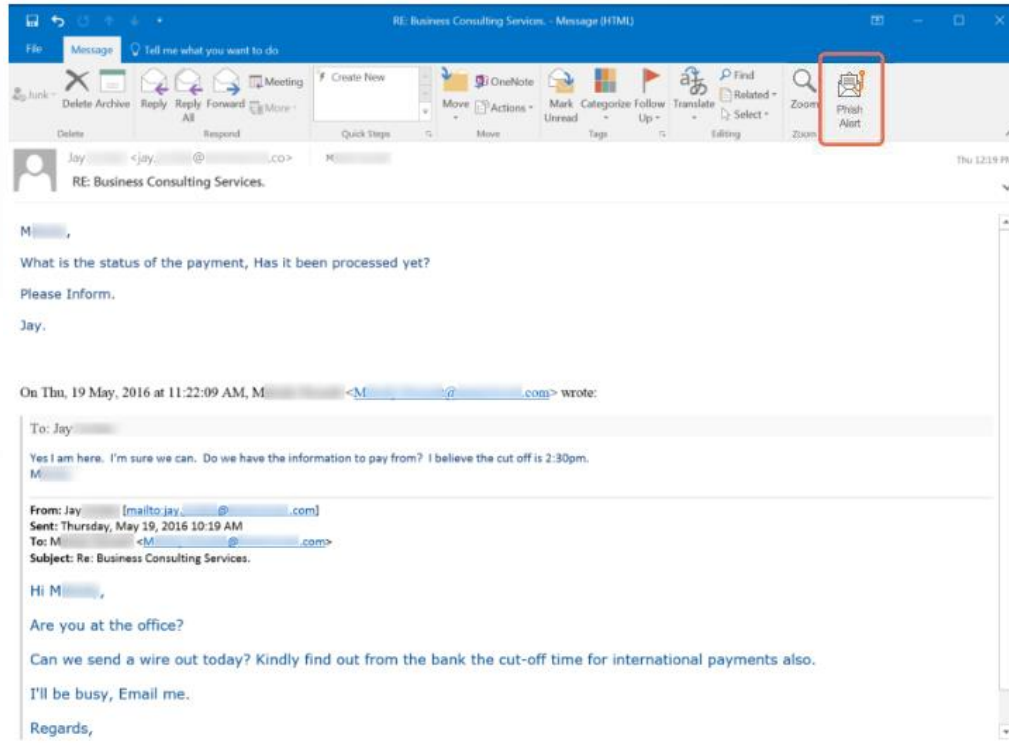 RE: Business Consulting Services. - Message (HTML)
File Message Tell me what you want to do
Junk Delete Archive Reply Reply All Forward Meeting More Create New Move OneNote Actions Mark Unread Categorize Follow Up Translate Find Related Select Zoom Phish Alert
Delete Respond Quick Steps Move Tags Editing Zoom
Jay <jay. @ .co> M Thu 12:19 PM
RE: Business Consulting Services.
M ,
What is the status of the payment, Has it been processed yet?
Please Inform.
Jay.
On Thu, 19 May, 2016 at 11:22:09 AM, M <M @ .com> wrote:
To: Jay
Yes I am here. I'm sure we can. Do we have the information to pay from? I believe the cut off is 2:30pm.
M
From: Jay [mailto:jay. @ .com]
Sent: Thursday, May 19, 2016 10:19 AM
To: M <M @ .com>
Subject: Re: Business Consulting Services.
Hi M ,
Are you at the office?
Can we send a wire out today? Kindly find out from the bank the cut-off time for international payments also.
I'll be busy, Email me.
Regards,